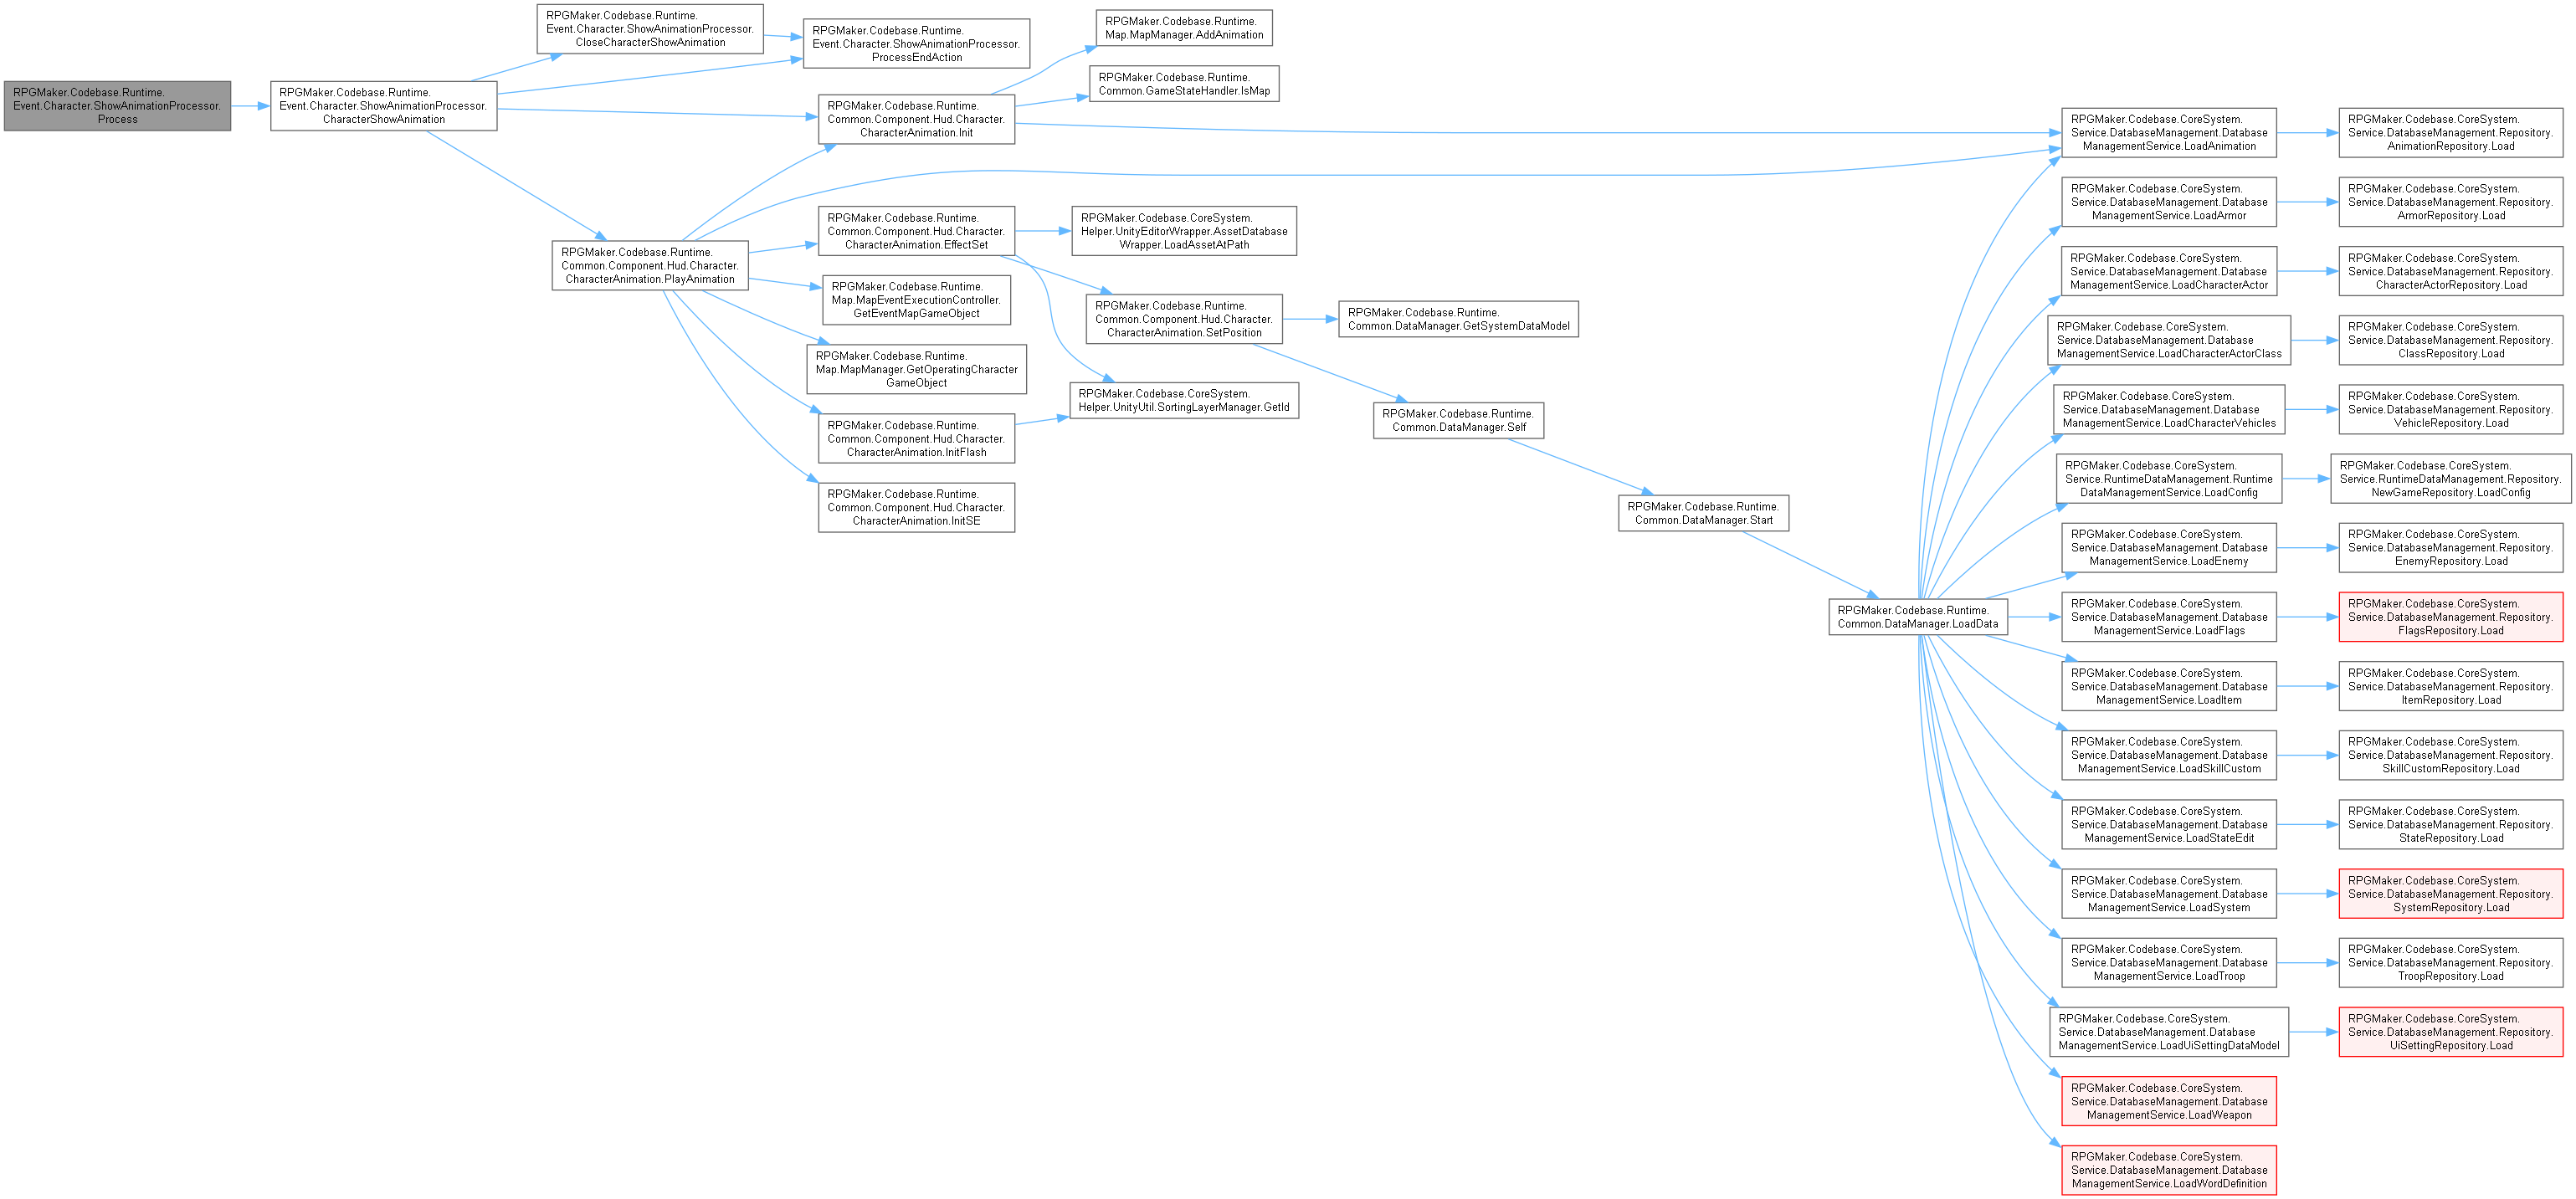 RPGMaker.Codebase.Runtime.
Event.Character.ShowAnimationProcessor.
Process
RPGMaker.Codebase.Runtime.
Event.Character.ShowAnimationProcessor.
CharacterShowAnimation
RPGMaker.Codebase.Runtime.
Event.Character.ShowAnimationProcessor.
CloseCharacterShowAnimation
RPGMaker.Codebase.Runtime.
Event.Character.ShowAnimationProcessor.
ProcessEndAction
RPGMaker.Codebase.Runtime.
Common.Component.Hud.Character.
CharacterAnimation.Init
RPGMaker.Codebase.Runtime.
Map.MapManager.AddAnimation
RPGMaker.Codebase.Runtime.
Common.GameStateHandler.IsMap
RPGMaker.Codebase.Runtime.
Common.Component.Hud.Character.
CharacterAnimation.PlayAnimation
RPGMaker.Codebase.Runtime.
Common.Component.Hud.Character.
CharacterAnimation.EffectSet
RPGMaker.Codebase.Runtime.
Map.MapEventExecutionController.
GetEventMapGameObject
RPGMaker.Codebase.Runtime.
Map.MapManager.GetOperatingCharacter
GameObject
RPGMaker.Codebase.Runtime.
Common.Component.Hud.Character.
CharacterAnimation.InitFlash
RPGMaker.Codebase.Runtime.
Common.Component.Hud.Character.
CharacterAnimation.InitSE
RPGMaker.Codebase.CoreSystem.
Helper.UnityEditorWrapper.AssetDatabase
Wrapper.LoadAssetAtPath
RPGMaker.Codebase.Runtime.
Common.Component.Hud.Character.
CharacterAnimation.SetPosition
RPGMaker.Codebase.CoreSystem.
Helper.UnityUtil.SortingLayerManager.GetId
RPGMaker.Codebase.Runtime.
Common.DataManager.GetSystemDataModel
RPGMaker.Codebase.Runtime.
Common.DataManager.Self
RPGMaker.Codebase.Runtime.
Common.DataManager.Start
RPGMaker.Codebase.Runtime.
Common.DataManager.LoadData
RPGMaker.Codebase.CoreSystem.
Service.DatabaseManagement.Database
ManagementService.LoadAnimation
RPGMaker.Codebase.CoreSystem.
Service.DatabaseManagement.Repository.
AnimationRepository.Load
RPGMaker.Codebase.CoreSystem.
Service.DatabaseManagement.Database
ManagementService.LoadArmor
RPGMaker.Codebase.CoreSystem.
Service.DatabaseManagement.Repository.
ArmorRepository.Load
RPGMaker.Codebase.CoreSystem.
Service.DatabaseManagement.Database
ManagementService.LoadCharacterActor
RPGMaker.Codebase.CoreSystem.
Service.DatabaseManagement.Repository.
CharacterActorRepository.Load
RPGMaker.Codebase.CoreSystem.
Service.DatabaseManagement.Database
ManagementService.LoadCharacterActorClass
RPGMaker.Codebase.CoreSystem.
Service.DatabaseManagement.Repository.
ClassRepository.Load
RPGMaker.Codebase.CoreSystem.
Service.DatabaseManagement.Database
ManagementService.LoadCharacterVehicles
RPGMaker.Codebase.CoreSystem.
Service.DatabaseManagement.Repository.
VehicleRepository.Load
RPGMaker.Codebase.CoreSystem.
Service.RuntimeDataManagement.Runtime
DataManagementService.LoadConfig
RPGMaker.Codebase.CoreSystem.
Service.RuntimeDataManagement.Repository.
NewGameRepository.LoadConfig
RPGMaker.Codebase.CoreSystem.
Service.DatabaseManagement.Database
ManagementService.LoadEnemy
RPGMaker.Codebase.CoreSystem.
Service.DatabaseManagement.Repository.
EnemyRepository.Load
RPGMaker.Codebase.CoreSystem.
Service.DatabaseManagement.Database
ManagementService.LoadFlags
RPGMaker.Codebase.CoreSystem.
Service.DatabaseManagement.Repository.
FlagsRepository.Load
RPGMaker.Codebase.CoreSystem.
Service.DatabaseManagement.Database
ManagementService.LoadItem
RPGMaker.Codebase.CoreSystem.
Service.DatabaseManagement.Repository.
ItemRepository.Load
RPGMaker.Codebase.CoreSystem.
Service.DatabaseManagement.Database
ManagementService.LoadSkillCustom
RPGMaker.Codebase.CoreSystem.
Service.DatabaseManagement.Repository.
SkillCustomRepository.Load
RPGMaker.Codebase.CoreSystem.
Service.DatabaseManagement.Database
ManagementService.LoadStateEdit
RPGMaker.Codebase.CoreSystem.
Service.DatabaseManagement.Repository.
StateRepository.Load
RPGMaker.Codebase.CoreSystem.
Service.DatabaseManagement.Database
ManagementService.LoadSystem
RPGMaker.Codebase.CoreSystem.
Service.DatabaseManagement.Repository.
SystemRepository.Load
RPGMaker.Codebase.CoreSystem.
Service.DatabaseManagement.Database
ManagementService.LoadTroop
RPGMaker.Codebase.CoreSystem.
Service.DatabaseManagement.Repository.
TroopRepository.Load
RPGMaker.Codebase.CoreSystem.
Service.DatabaseManagement.Database
ManagementService.LoadUiSettingDataModel
RPGMaker.Codebase.CoreSystem.
Service.DatabaseManagement.Repository.
UiSettingRepository.Load
RPGMaker.Codebase.CoreSystem.
Service.DatabaseManagement.Database
ManagementService.LoadWeapon
RPGMaker.Codebase.CoreSystem.
Service.DatabaseManagement.Database
ManagementService.LoadWordDefinition